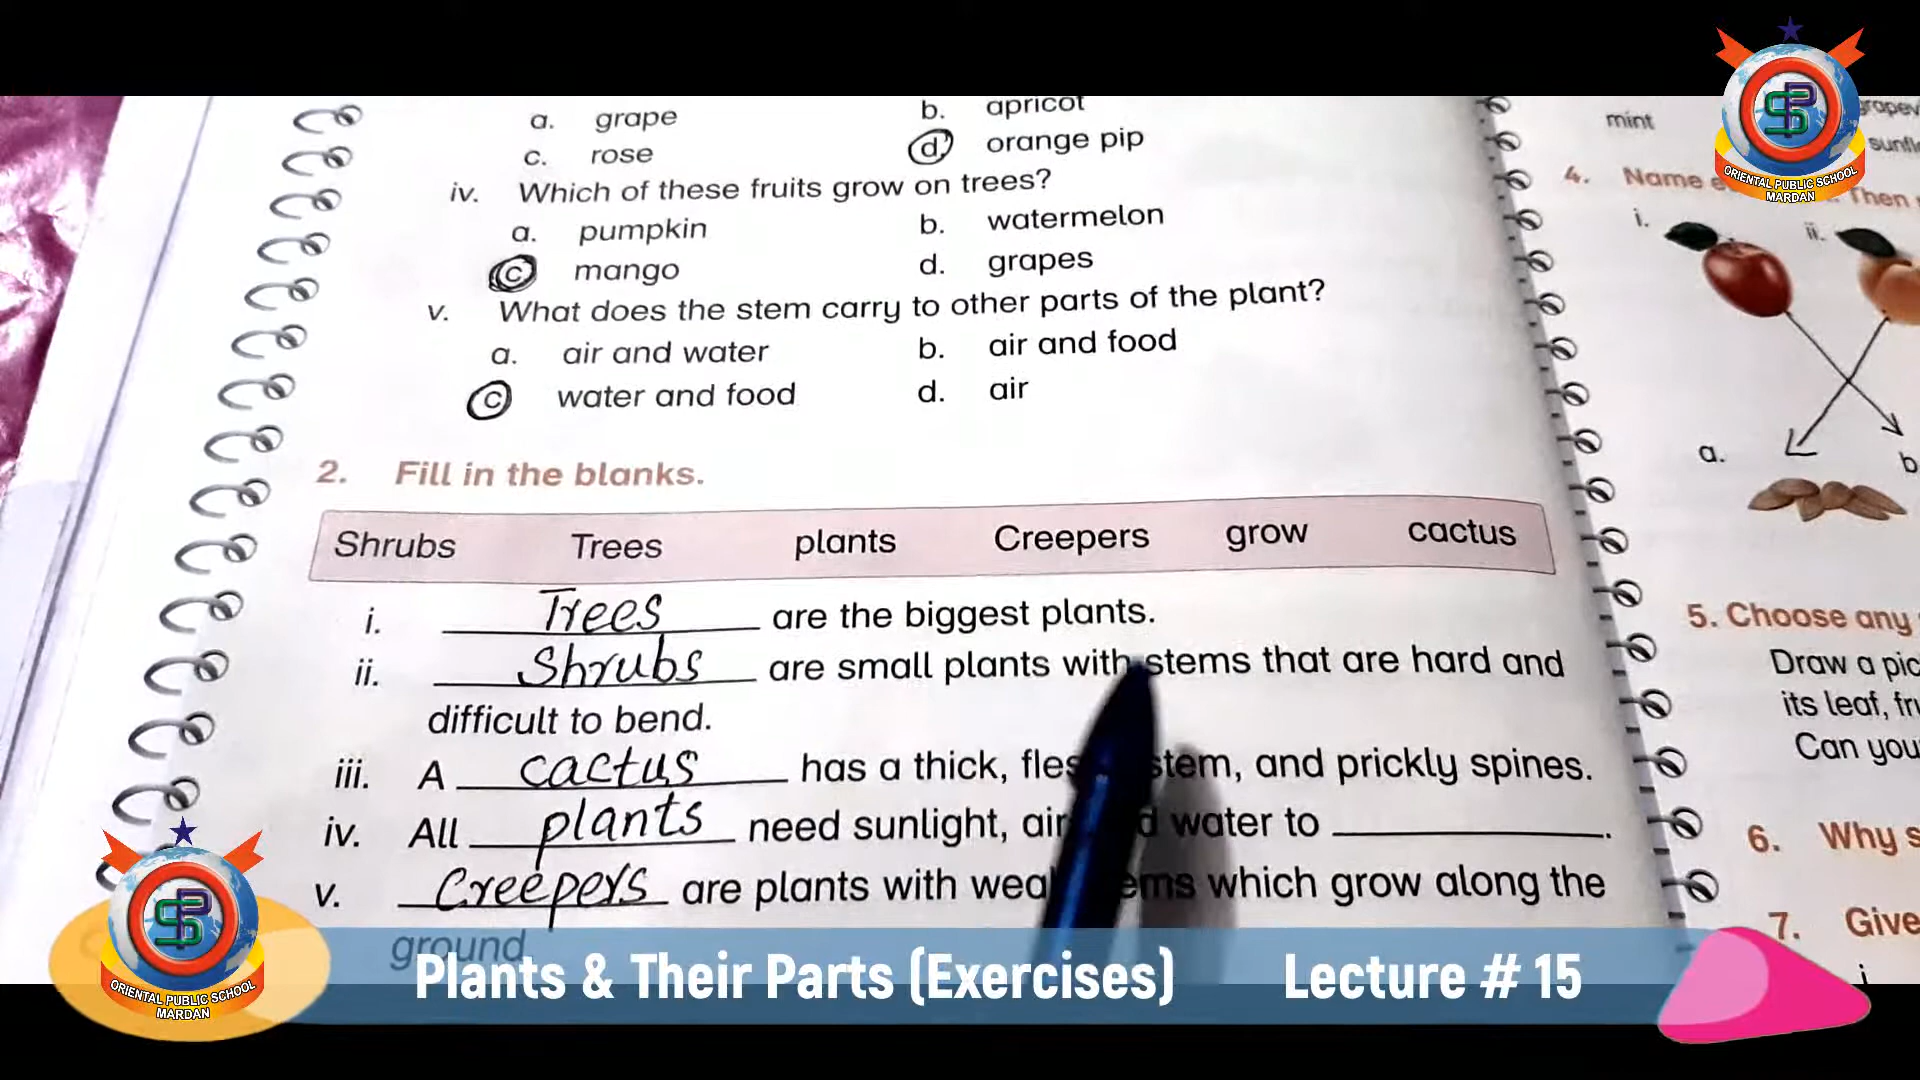 a. grape b. apricot
c. rose d. orange pip
iv. Which of these fruits grow on trees?
a. pumpkin b. watermelon
c mango d. grapes
v. What does the stem carry to other parts of the plant?
a. air and water b. air and food
c water and food d. air
2. Fill in the blanks.
Shrubs Trees plants Creepers grow cactus
i. Trees are the biggest plants.
ii. Shrubs are small plants with stems that are hard and
difficult to bend.
iii. A cactus has a thick, stem, and prickly spines.
iv. All plants need sunlight, air water to
v. Creepers are plants with which grow along the
ground
mint
4. Name Then
i. ii.
a. b
5. Choose any
Draw a pic
its leaf, fru
Can you
6. Why s
7. Give
i
ORIENTAL PUBLIC SCHOOL
MARDAN
ORIENTAL PUBLIC SCHOOL
MARDAN
Plants & Their Parts (Exercises) Lecture # 15